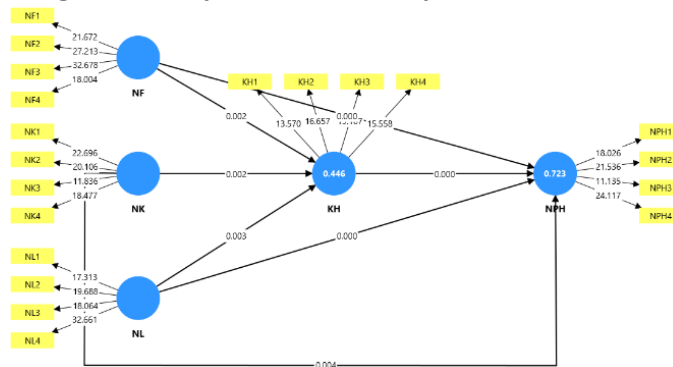 NF1
NF2
NF3
NF4
21.672
27.213
32.678
18.004
NF
KH1
KH2
KH3
KH4
13.570
16.657
15.558
0.000
0.002
NK1
NK2
NK3
NK4
22.696
20.106
11.836
18.477
NK
0.002
0.446
KH
0.000
0.723
NPH
NPH1
NPH2
NPH3
NPH4
18.026
21.536
11.135
24.117
0.003
0.000
NL1
NL2
NL3
NL4
17.313
19.688
18.064
32.661
NL
0.004